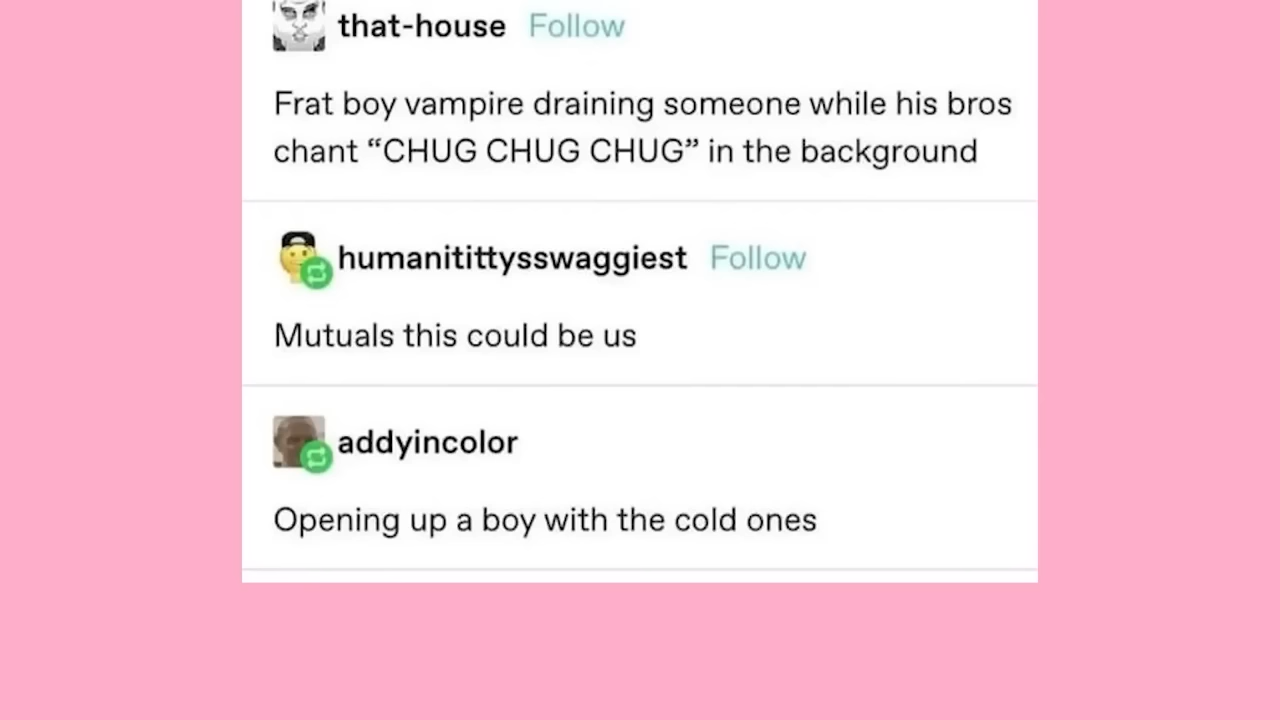 that-house Follow
Frat boy vampire draining someone while his bros
chant “CHUG CHUG CHUG” in the background
humanitittysswaggiest Follow
Mutuals this could be us
addyincolor
Opening up a boy with the cold ones